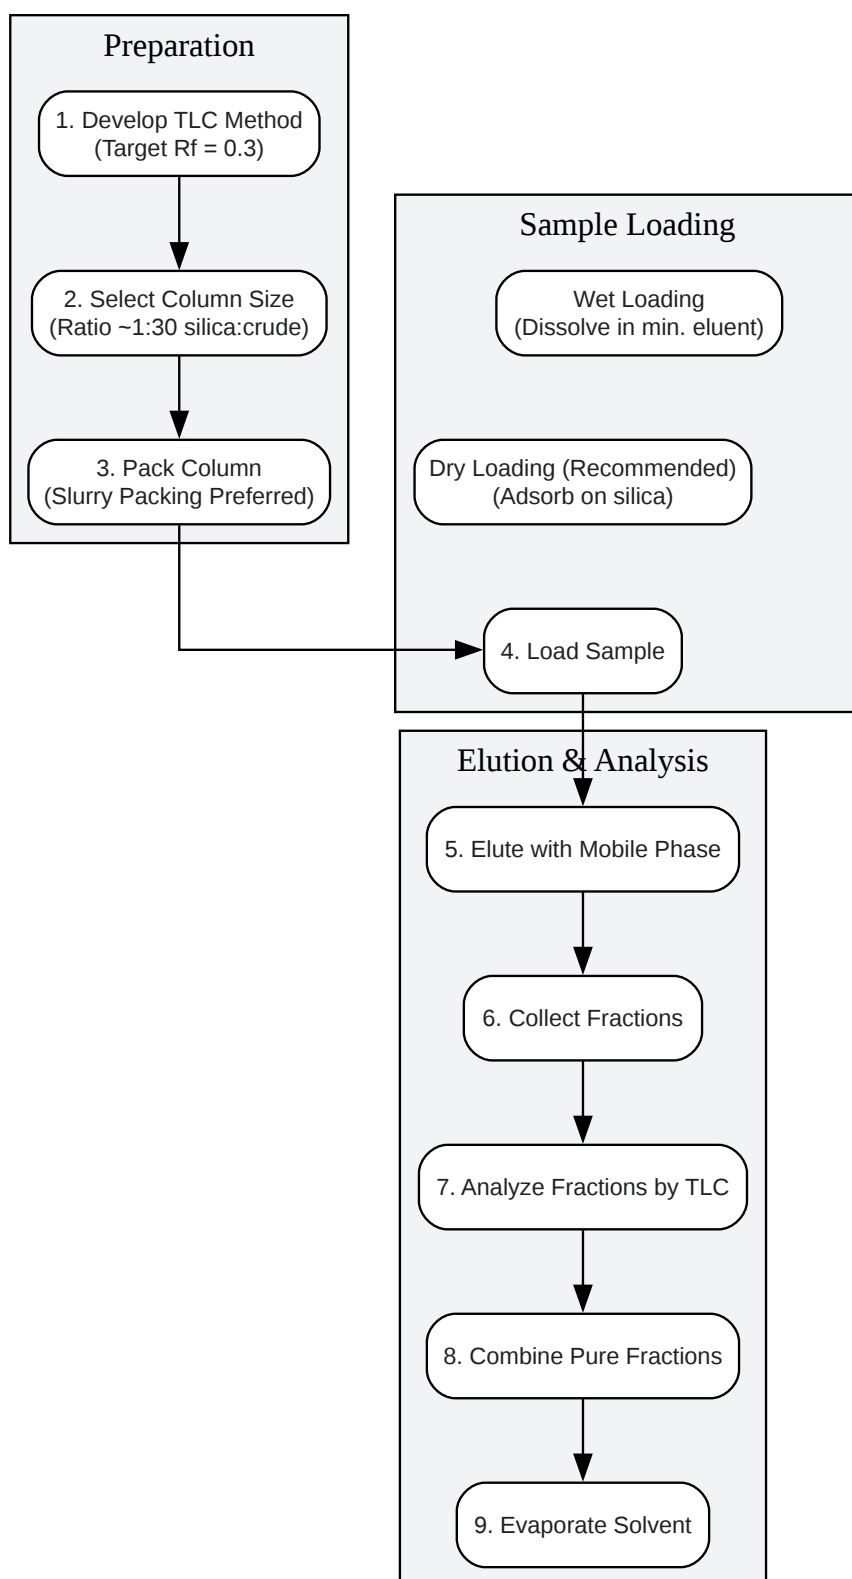 Preparation
1. Develop TLC Method
(Target Rf = 0.3)
2. Select Column Size
(Ratio ~1:30 silica:crude)
3. Pack Column
(Slurry Packing Preferred)
Sample Loading
Wet Loading
(Dissolve in min. eluent)
Dry Loading (Recommended)
(Adsorb on silica)
4. Load Sample
Elution & Analysis
5. Elute with Mobile Phase
6. Collect Fractions
7. Analyze Fractions by TLC
8. Combine Pure Fractions
9. Evaporate Solvent